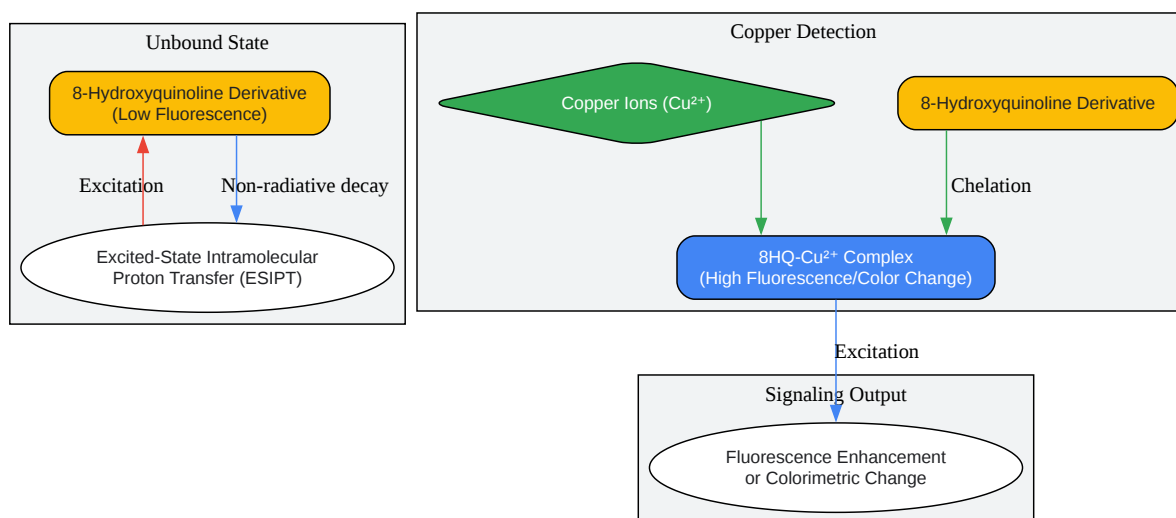 Unbound State
8-Hydroxyquinoline Derivative
(Low Fluorescence)
Excitation
Non-radiative decay
Excited-State Intramolecular
Proton Transfer (ESIPT)
Copper Detection
Copper Ions (Cu²⁺)
8-Hydroxyquinoline Derivative
Chelation
8HQ-Cu²⁺ Complex
(High Fluorescence/Color Change)
Excitation
Signaling Output
Fluorescence Enhancement
or Colorimetric Change